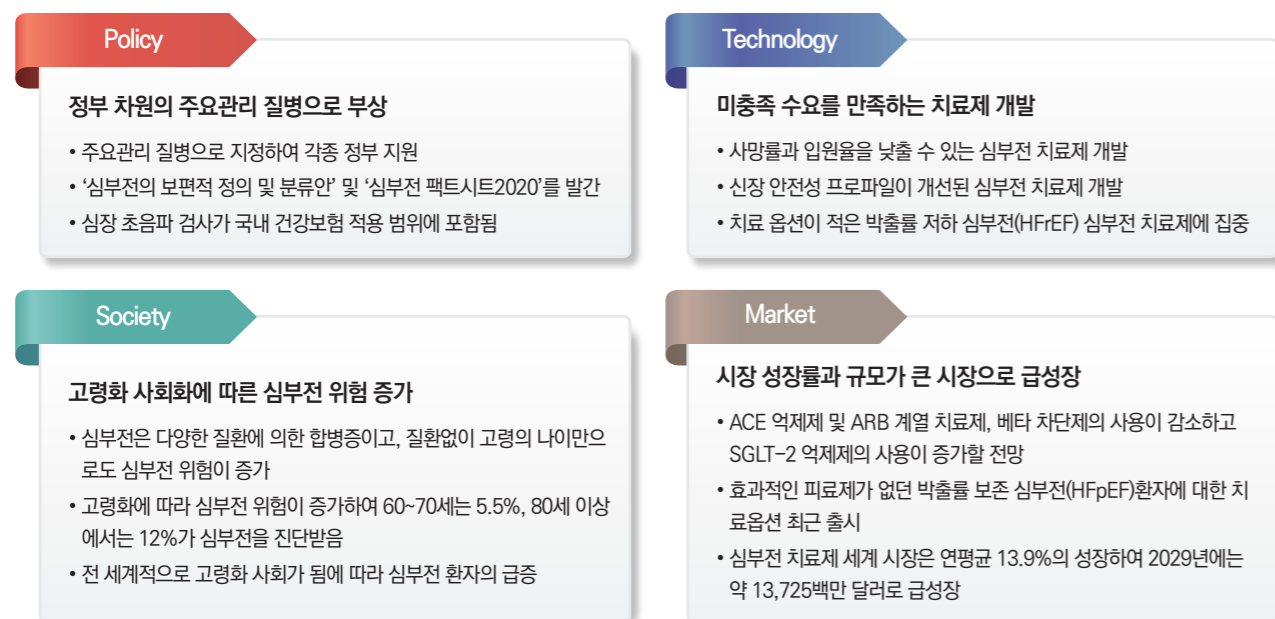 Policy
정부 차원의 주요관리 질병으로 부상
• 주요관리 질병으로 지정하여 각종 정부 지원
• ‘심부전의 보편적 정의 및 분류안’ 및 ‘심부전 팩트시트2020’를 발간
• 심장 초음파 검사가 국내 건강보험 적용 범위에 포함됨
Technology
미충족 수요를 만족하는 치료제 개발
• 사망률과 입원율을 낮출 수 있는 심부전 치료제 개발
• 신장 안전성 프로파일이 개선된 심부전 치료제 개발
• 치료 옵션이 적은 박출률 저하 심부전(HFrEF) 심부전 치료제에 집중
Society
고령화 사회화에 따른 심부전 위험 증가
• 심부전은 다양한 질환에 의한 합병증이고, 질환없이 고령의 나이만으
로도 심부전 위험이 증가
• 고령화에 따라 심부전 위험이 증가하여 60~70세는 5.5%, 80세 이상
에서는 12%가 심부전을 진단받음
• 전 세계적으로 고령화 사회가 됨에 따라 심부전 환자의 급증
Market
시장 성장률과 규모가 큰 시장으로 급성장
• ACE 억제제 및 ARB 계열 치료제, 베타 차단제의 사용이 감소하고
SGLT-2 억제제의 사용이 증가할 전망
• 효과적인 피료제가 없던 박출률 보존 심부전(HFpEF)환자에 대한 치
료옵션 최근 출시
• 심부전 치료제 세계 시장은 연평균 13.9%의 성장하여 2029년에는
약 13,725백만 달러로 급성장